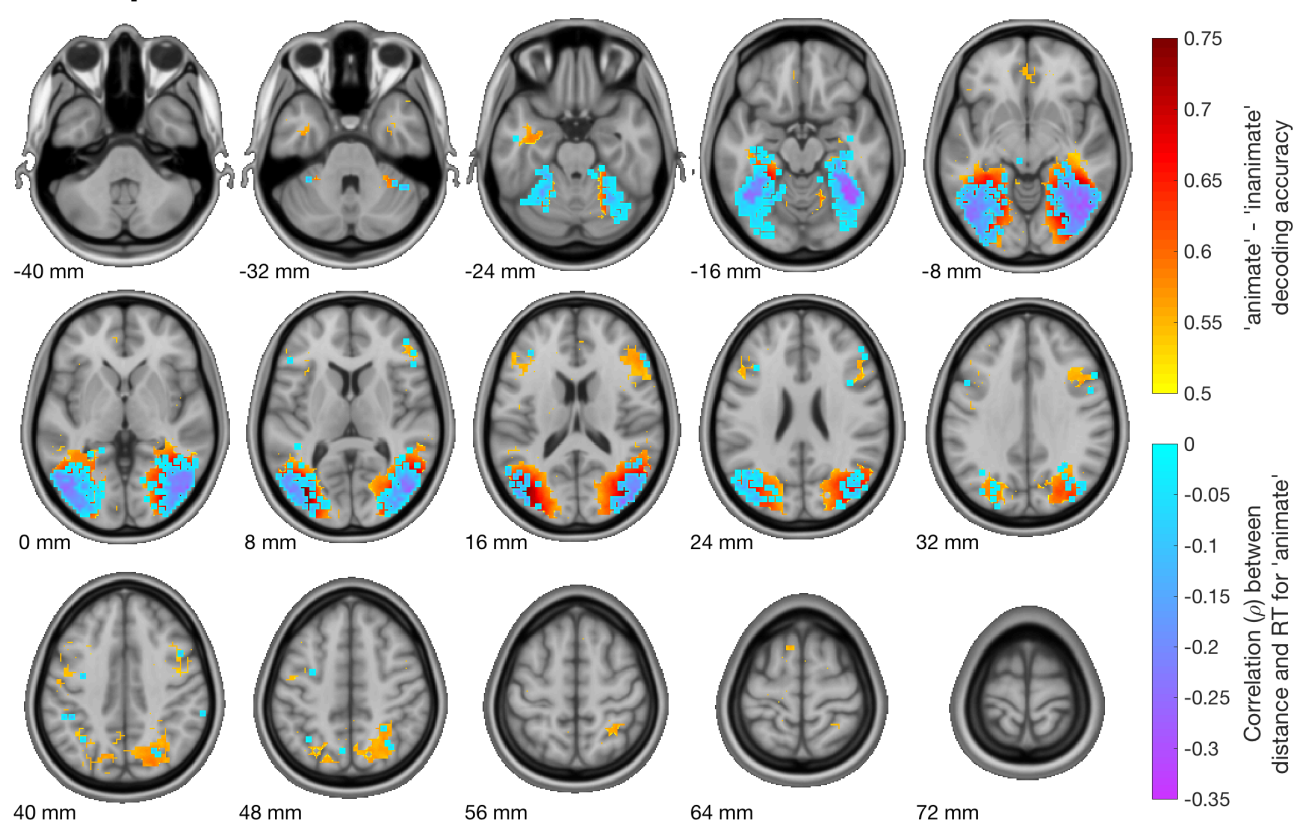 -40 mm
-32 mm
-24 mm
-16 mm
-8 mm
0 mm
8 mm
16 mm
24 mm
32 mm
40 mm
48 mm
56 mm
64 mm
72 mm
0.75
0.7
0.65
0.6
0.55
0.5
'animate' - 'inanimate'
decoding accuracy
0
-0.05
-0.1
-0.15
-0.2
-0.25
-0.3
-0.35
Correlation (ρ) between
distance and RT for 'animate'